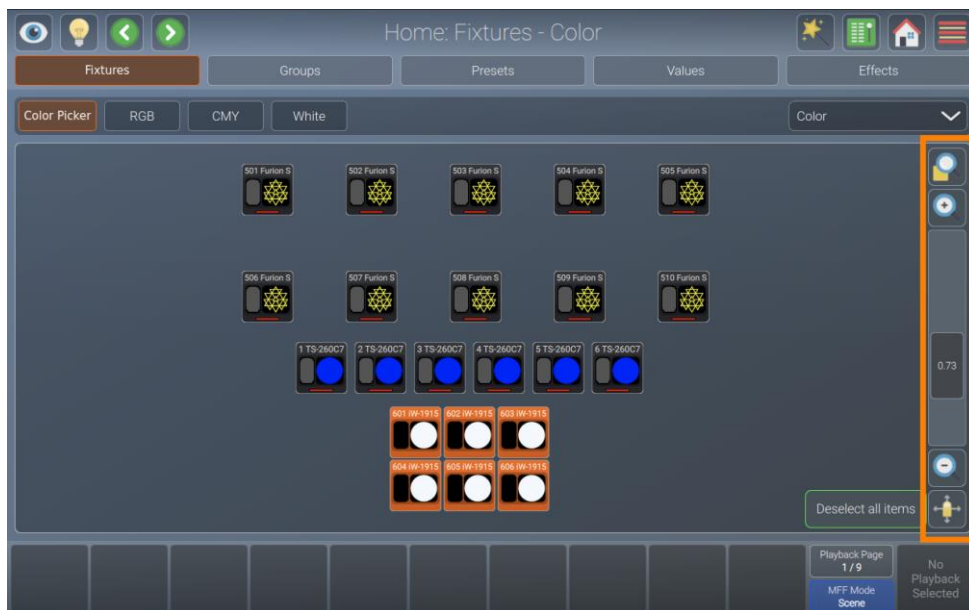 Home: Fixtures - Color
Fixtures
Groups
Presets
Values
Effects
Color Picker
RGB
CMY
White
Color
501 Furion S
502 Furion S
503 Furion S
504 Furion S
505 Furion S
506 Furion S
507 Furion S
508 Furion S
509 Furion S
510 Furion S
1 TS-260C7
2 TS-260C7
3 TS-260C7
4 TS-260C7
5 TS-260C7
6 TS-260C7
0.73
601 iW-1915
602 iW-1915
603 iW-1915
604 iW-1915
605 iW-1915
606 iW-1915
Deselect all items
Playback Page
1 / 9
MFF Mode
Scene
No
Playback
Selected